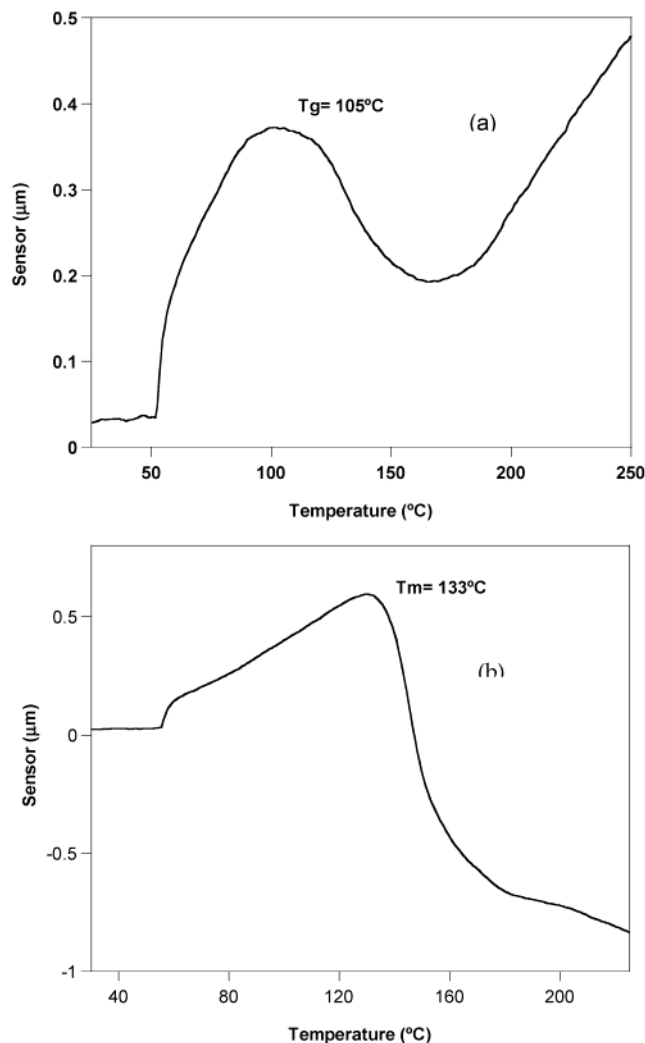 0.5
Tg= 105ºC
(a)
0.4
0.3
Sensor (µm)
0.2
0.1
0
50
100
150
200
250
Temperature (ºC)
Tm= 133ºC
0.5
(b)
0
Sensor (µm)
-0.5
-1
40
80
120
160
200
Temperature (ºC)